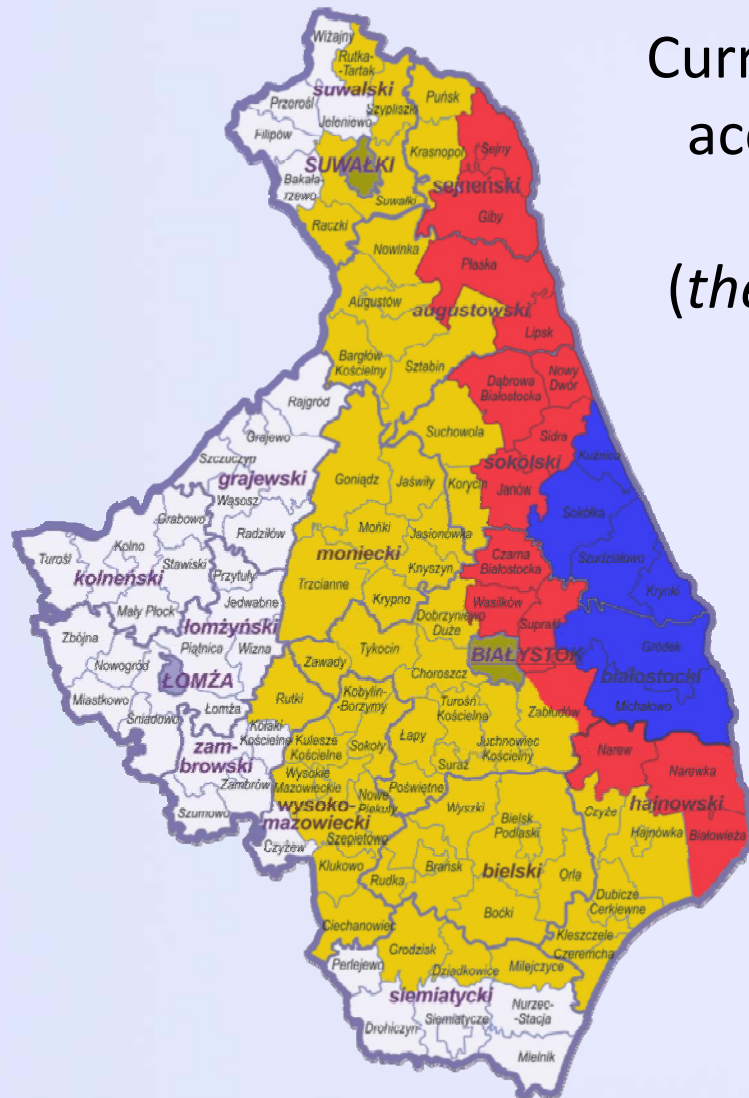 Wiżajny
Rutka-
-Tartak
suwalski
Przerośl
Szypliszki
Puńsk
Jeleniewo
Filipów
Krasnopol
Sejny
SUWAŁKI
Bakała-
rzewo
sejneński
Suwałki
Giby
Raczki
Nowinka
Płaska
Augustów
augustowski
Lipsk
Bargłów
Kościelny
Sztabin
Dąbrowa
Białostocka
Nowy
Dwór
Rajgród
Suchowola
Grajewo
Sidra
Kuźnica
Szczuczyn
sokólski
grajewski
Goniądz
Jaświły
Korycin
Janów
Wąsosz
Grabowo
Sokółka
Radziłów
Mońki
Jasionówka
Turośl
Kolno
Stawiski
moniecki
Czarna
Białostocka
Szudziałowo
kolneński
Przytuły
Trzcianne
Knyszyn
Krynki
Mały Płock
Jedwabne
Krypno
Wasilków
Dobrzyniewo
Duże
Supraśl
Zbójna
łomżyński
Piątnica
Wizna
Tykocin
Gródek
Nowogród
Zawady
BIAŁYSTOK
białostocki
ŁOMŻA
Choroszcz
Miastkowo
Kobylin-
-Borzymy
Rutki
Turośń
Kościelna
Zabłudów
Michałowo
Śniadowo
Łomża
Kołaki
Kościelne
Kulesze
Kościelne
Sokoły
Łapy
Juchnowiec
Kościelny
Narew
zam-
browski
Suraż
Zambrów
Wysokie
Mazowieckie
Poświętne
Narewka
Nowe
Piekuty
Wyszki
hajnowski
Szumowo
wysoko-
mazowiecki
Bielsk
Podlaski
Czyże
Hajnówka
Białowieża
Szepietowo
Czyżew
Klukowo
Rudka
Brańsk
bielski
Orla
Dubicze
Cerkiewne
Boćki
Ciechanowiec
Kleszczele
Grodzisk
Czeremcha
Perlejewo
Dziadkowice
Milejczyce
siemiatycki
Nurzec-
-Stacja
Drohiczyn
Siemiatycze
Mielnik
Curr
acc
(the